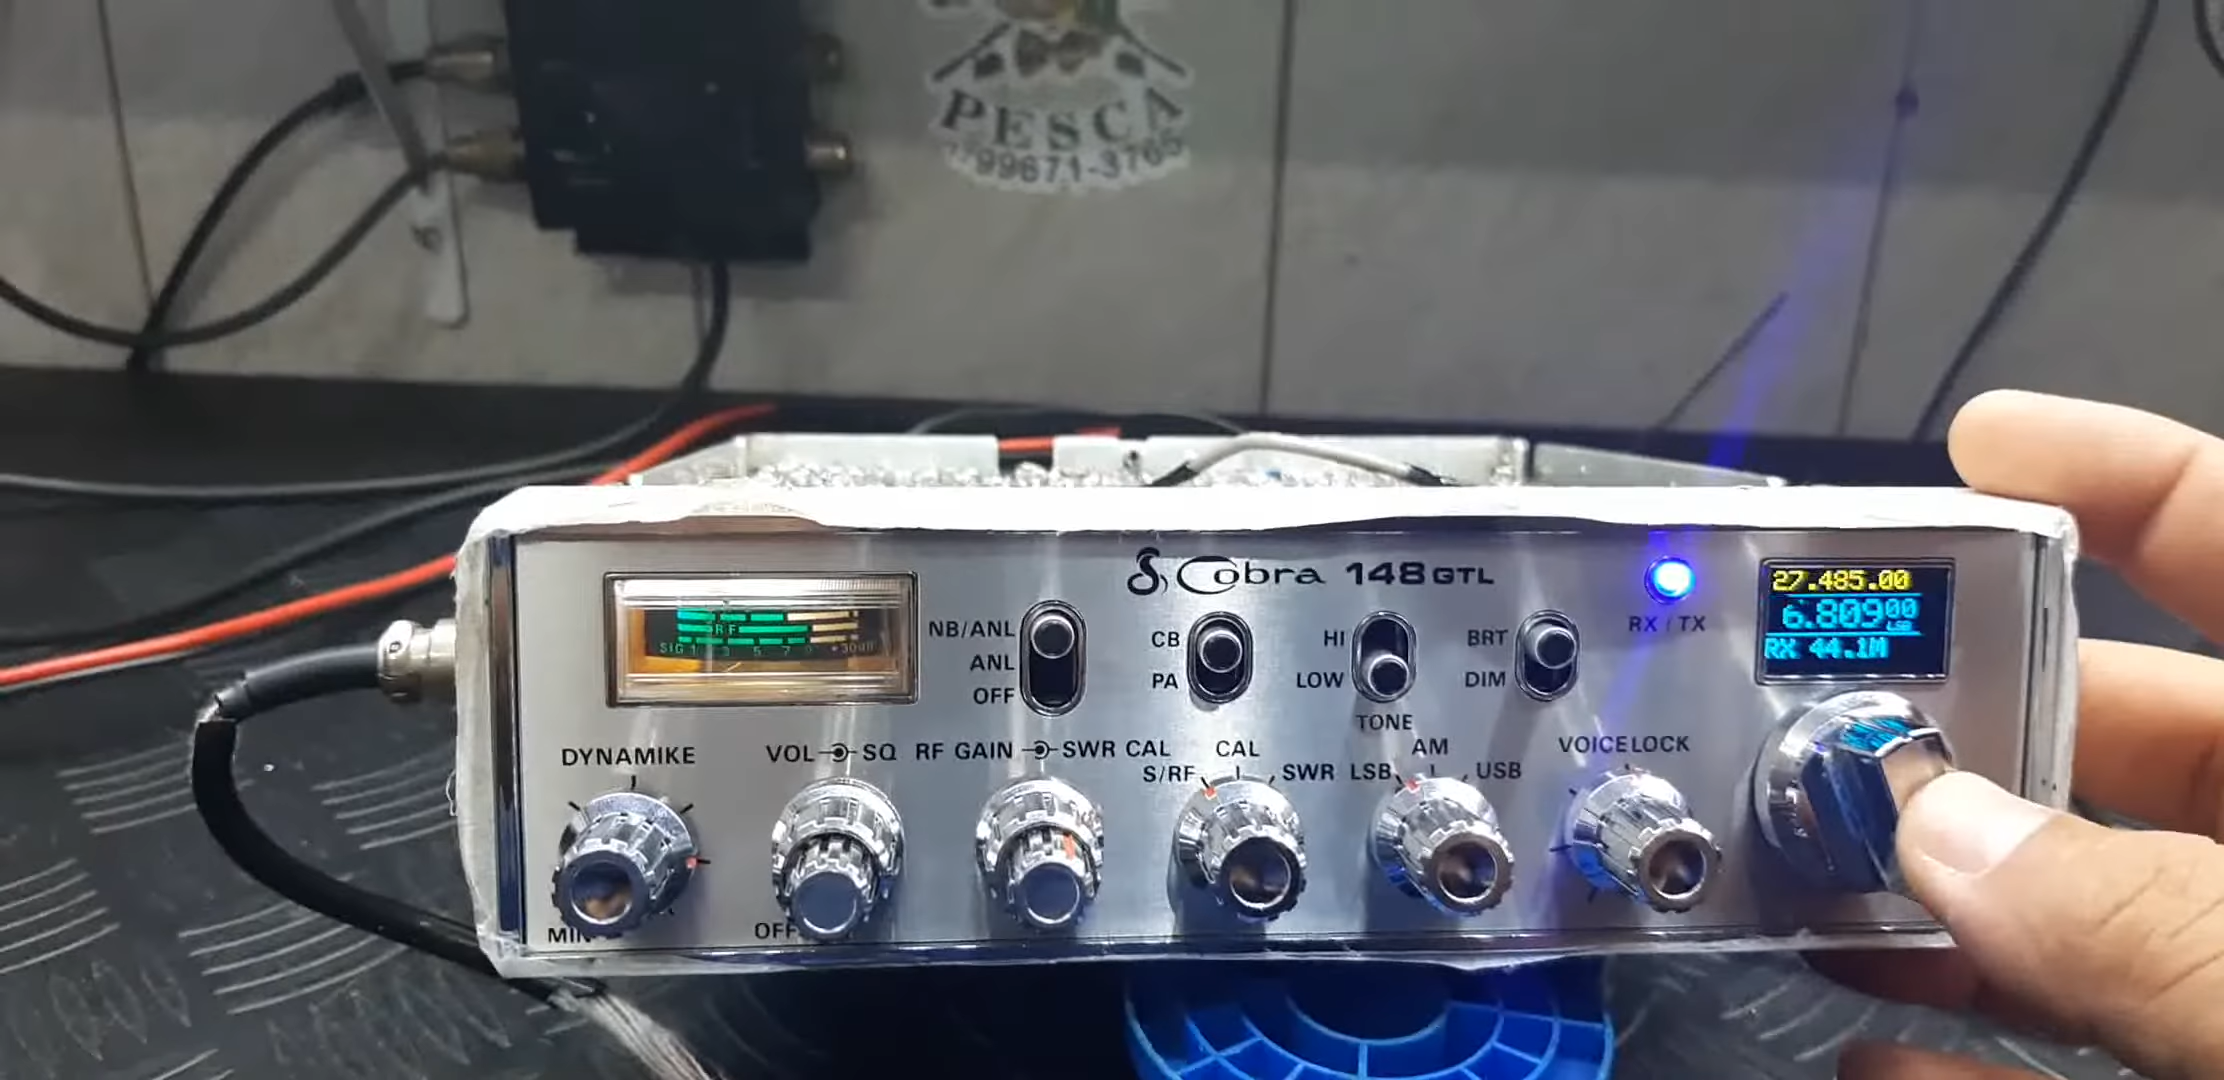 PESCA
99671-3765
Cobra 148 GTL
27.485.00
6.80900
LSB
RX 44.1M
RX / TX
RF
SIG 1 3 5 7 9 +30dB
NB/ANL
ANL
OFF
CB
PA
HI
LOW
TONE
BRT
DIM
DYNAMIKE
MIN
VOL SQ
OFF
RF GAIN SWR CAL
S/RF CAL SWR
LSB AM USB
VOICE LOCK